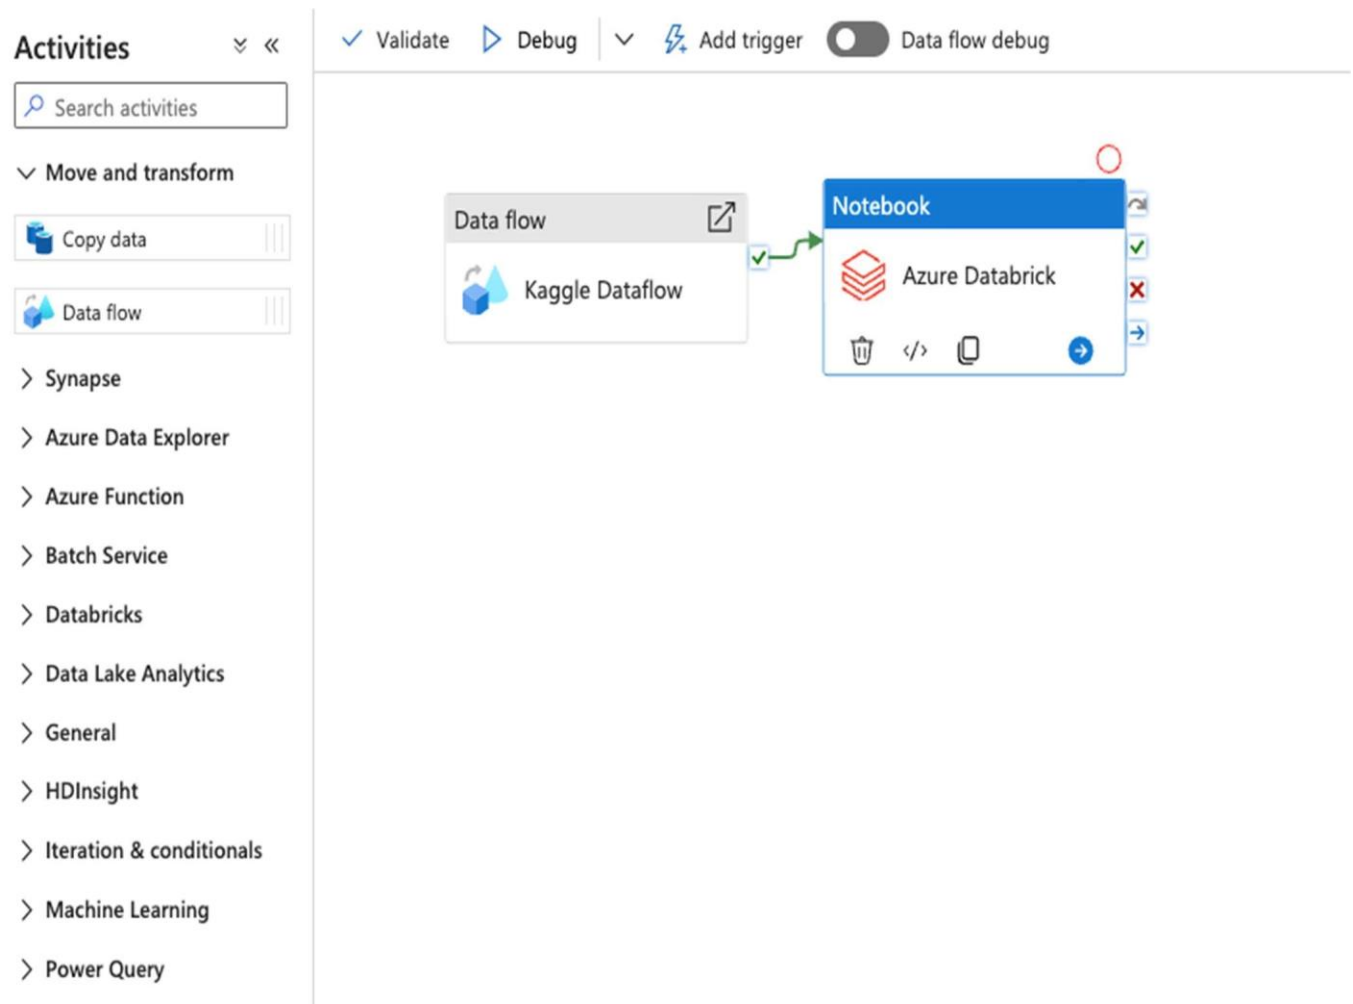 Activities
Search activities
Move and transform
Copy data
Data flow
Synapse
Azure Data Explorer
Azure Function
Batch Service
Databricks
Data Lake Analytics
General
HDInsight
Iteration & conditionals
Machine Learning
Power Query
Validate
Debug
Add trigger
Data flow debug
Data flow
Kaggle Dataflow
Notebook
Azure Databrick